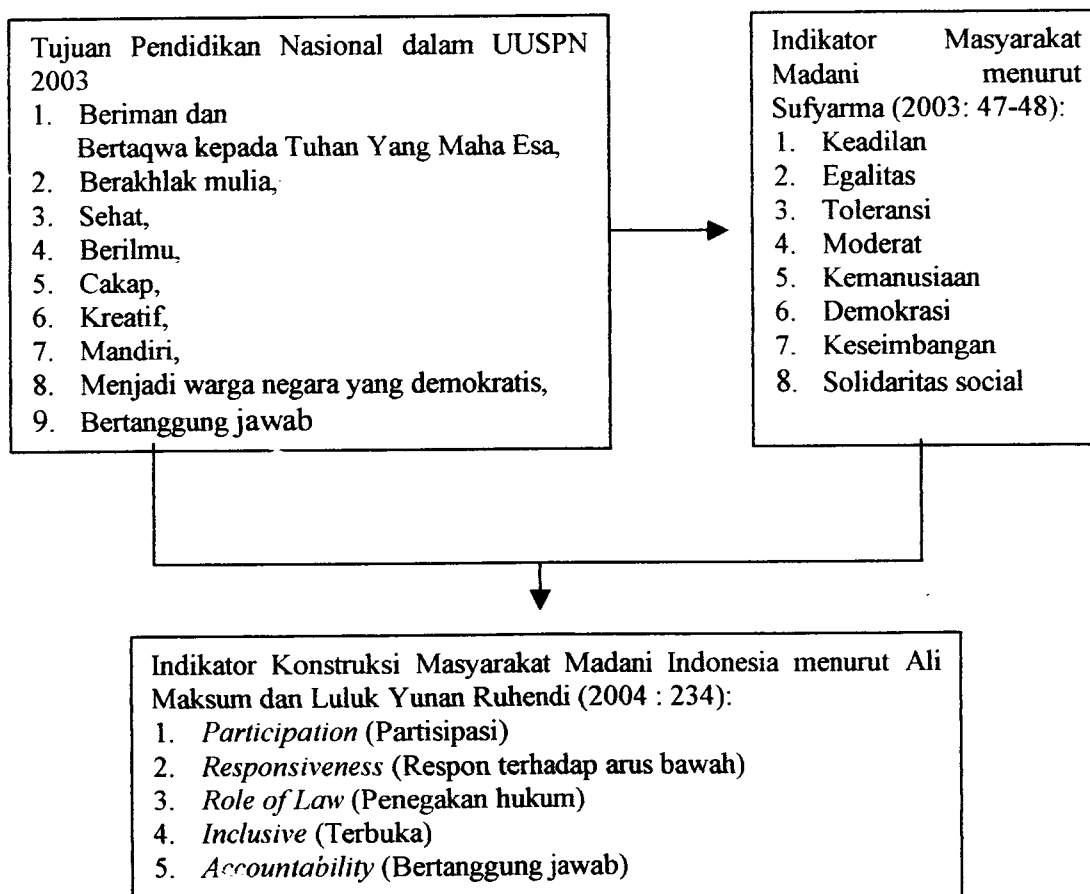 Tujuan Pendidikan Nasional dalam UUSPN
2003
1. Beriman dan
Bertaqwa kepada Tuhan Yang Maha Esa,
2. Berakhlak mulia,
3. Sehat,
4. Berilmu,
5. Cakap,
6. Kreatif,
7. Mandiri,
8. Menjadi warga negara yang demokratis,
9. Bertanggung jawab
Indikator Masyarakat
Madani menurut
Sufyarma (2003: 47-48):
1. Keadilan
2. Egalitas
3. Toleransi
4. Moderat
5. Kemanusiaan
6. Demokrasi
7. Keseimbangan
8. Solidaritas social
Indikator Konstruksi Masyarakat Madani Indonesia menurut Ali
Maksum dan Luluk Yunan Ruhendi (2004 : 234):
1. Participation (Partisipasi)
2. Responsiveness (Respon terhadap arus bawah)
3. Role of Law (Penegakan hukum)
4. Inclusive (Terbuka)
5. Accountability (Bertanggung jawab)